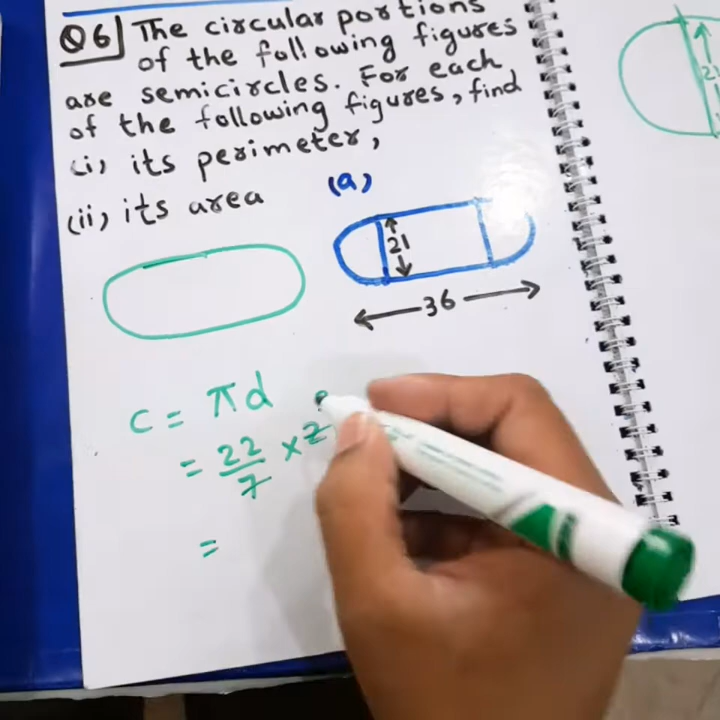 Q6 The circular portions
of the following figures
are semicircles. For each
of the following figures, find
(i) its perimeter,
(ii) its area
(a)
21
36
C = πd
= 22/7 ×
=
21